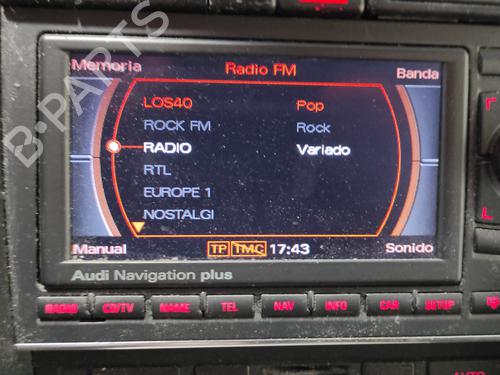 Memoria Radio FM Banda
LOS40 Pop
ROCK FM Rock
RADIO Variado
RTL
EUROPE 1
NOSTALGI
Manual TP TMC 17:43 Sonido
Audi Navigation plus
RADIO CD/TV NAME TEL NAV INFO CAR SETUP
AUTO
B-PARTS